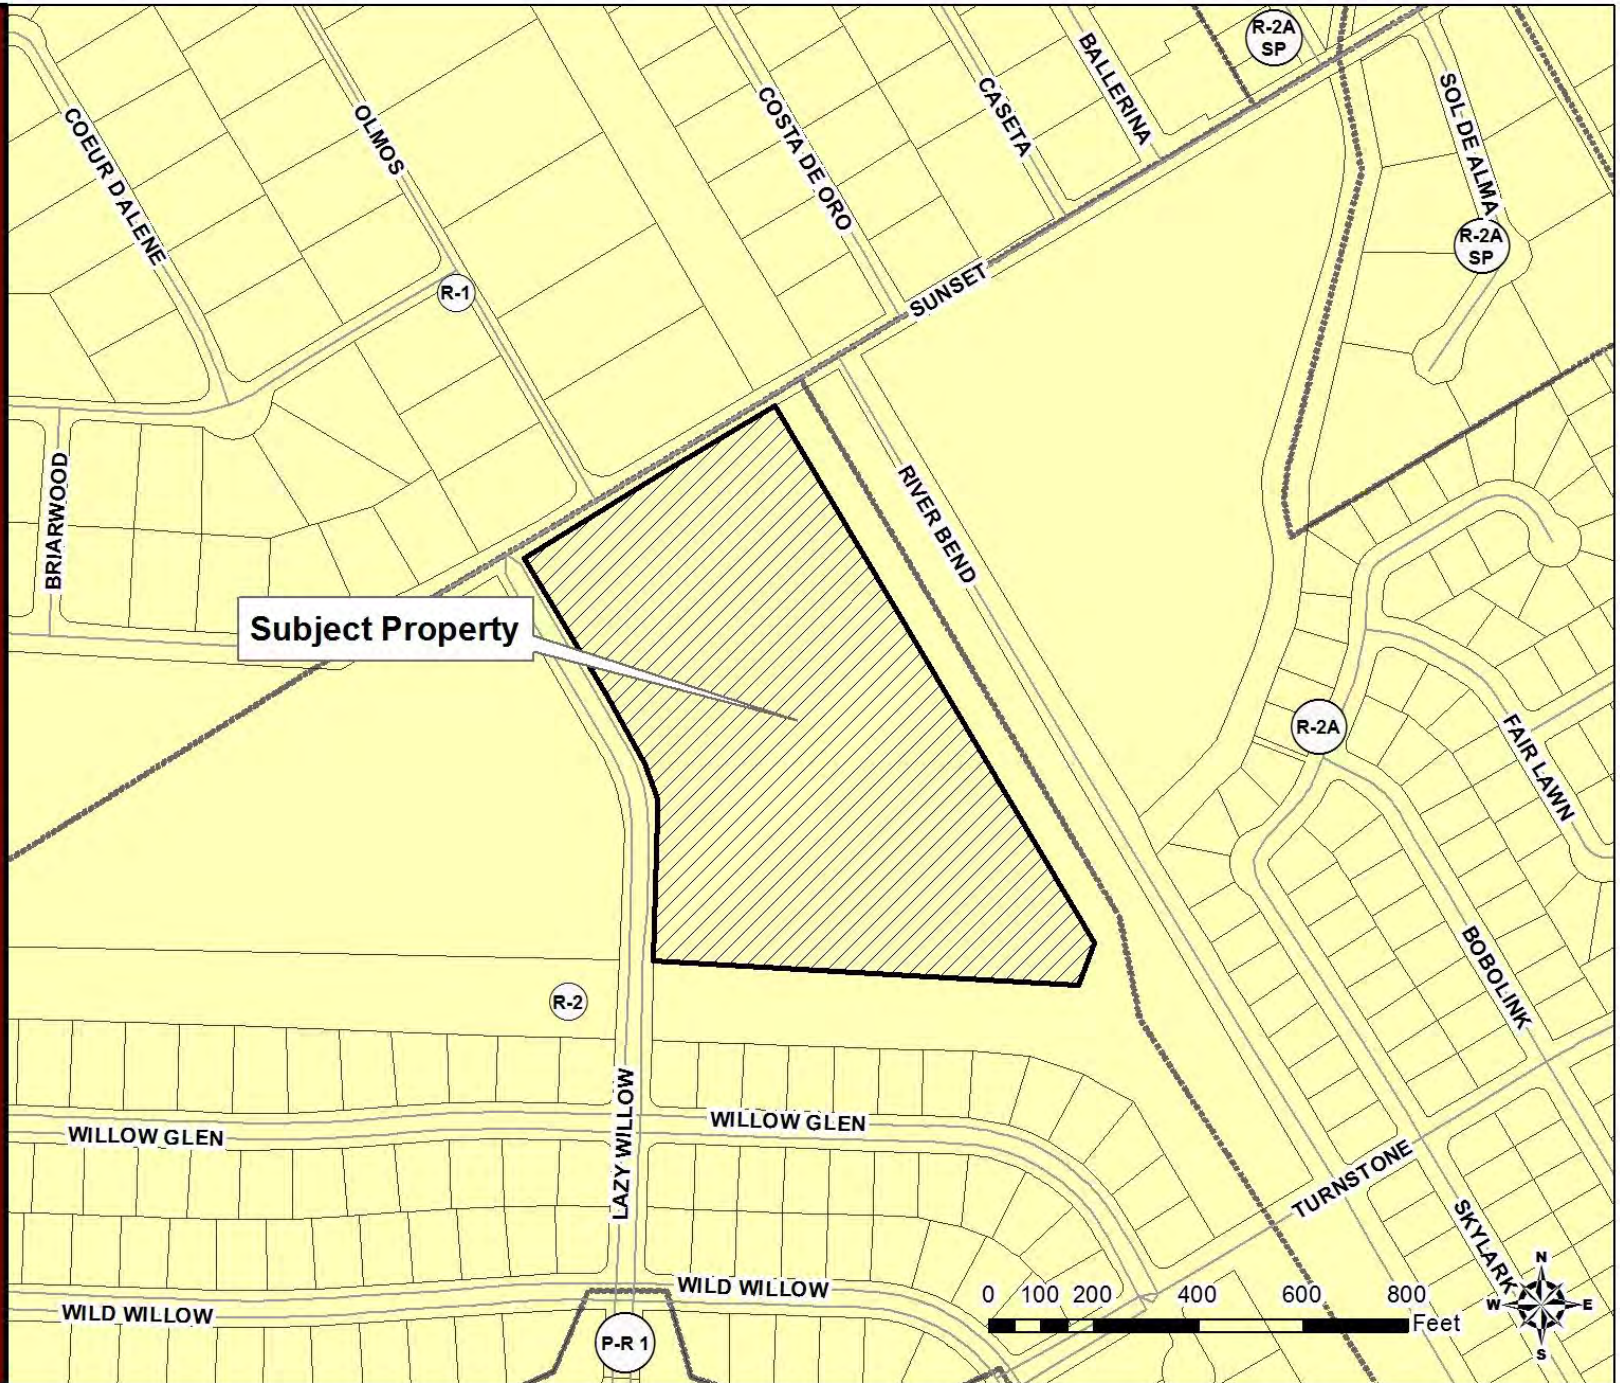 R-2A
SP
BALLERINA
CASETA
COSTA DE ORO
OLMOS
COEUR D ALENE
SOL DE ALMA
R-2A
SP
SUNSET
R-1
BRIARWOOD
RIVER BEND
Subject Property
R-2A
FAIR LAWN
BOBOLINK
R-2
LAZY WILLOW
WILLOW GLEN
WILLOW GLEN
TURNSTONE
SKYLARK
WILD WILLOW
WILD WILLOW
P-R 1
0 100 200 400 600 800
Feet
N
W E
S